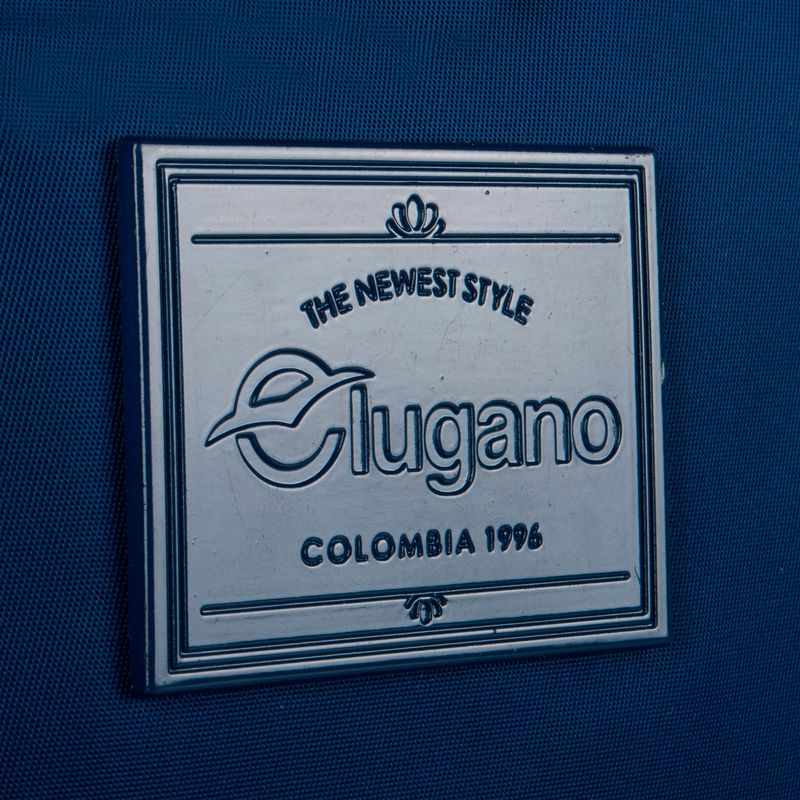 THE NEWEST STYLE
elugano
COLOMBIA 1996